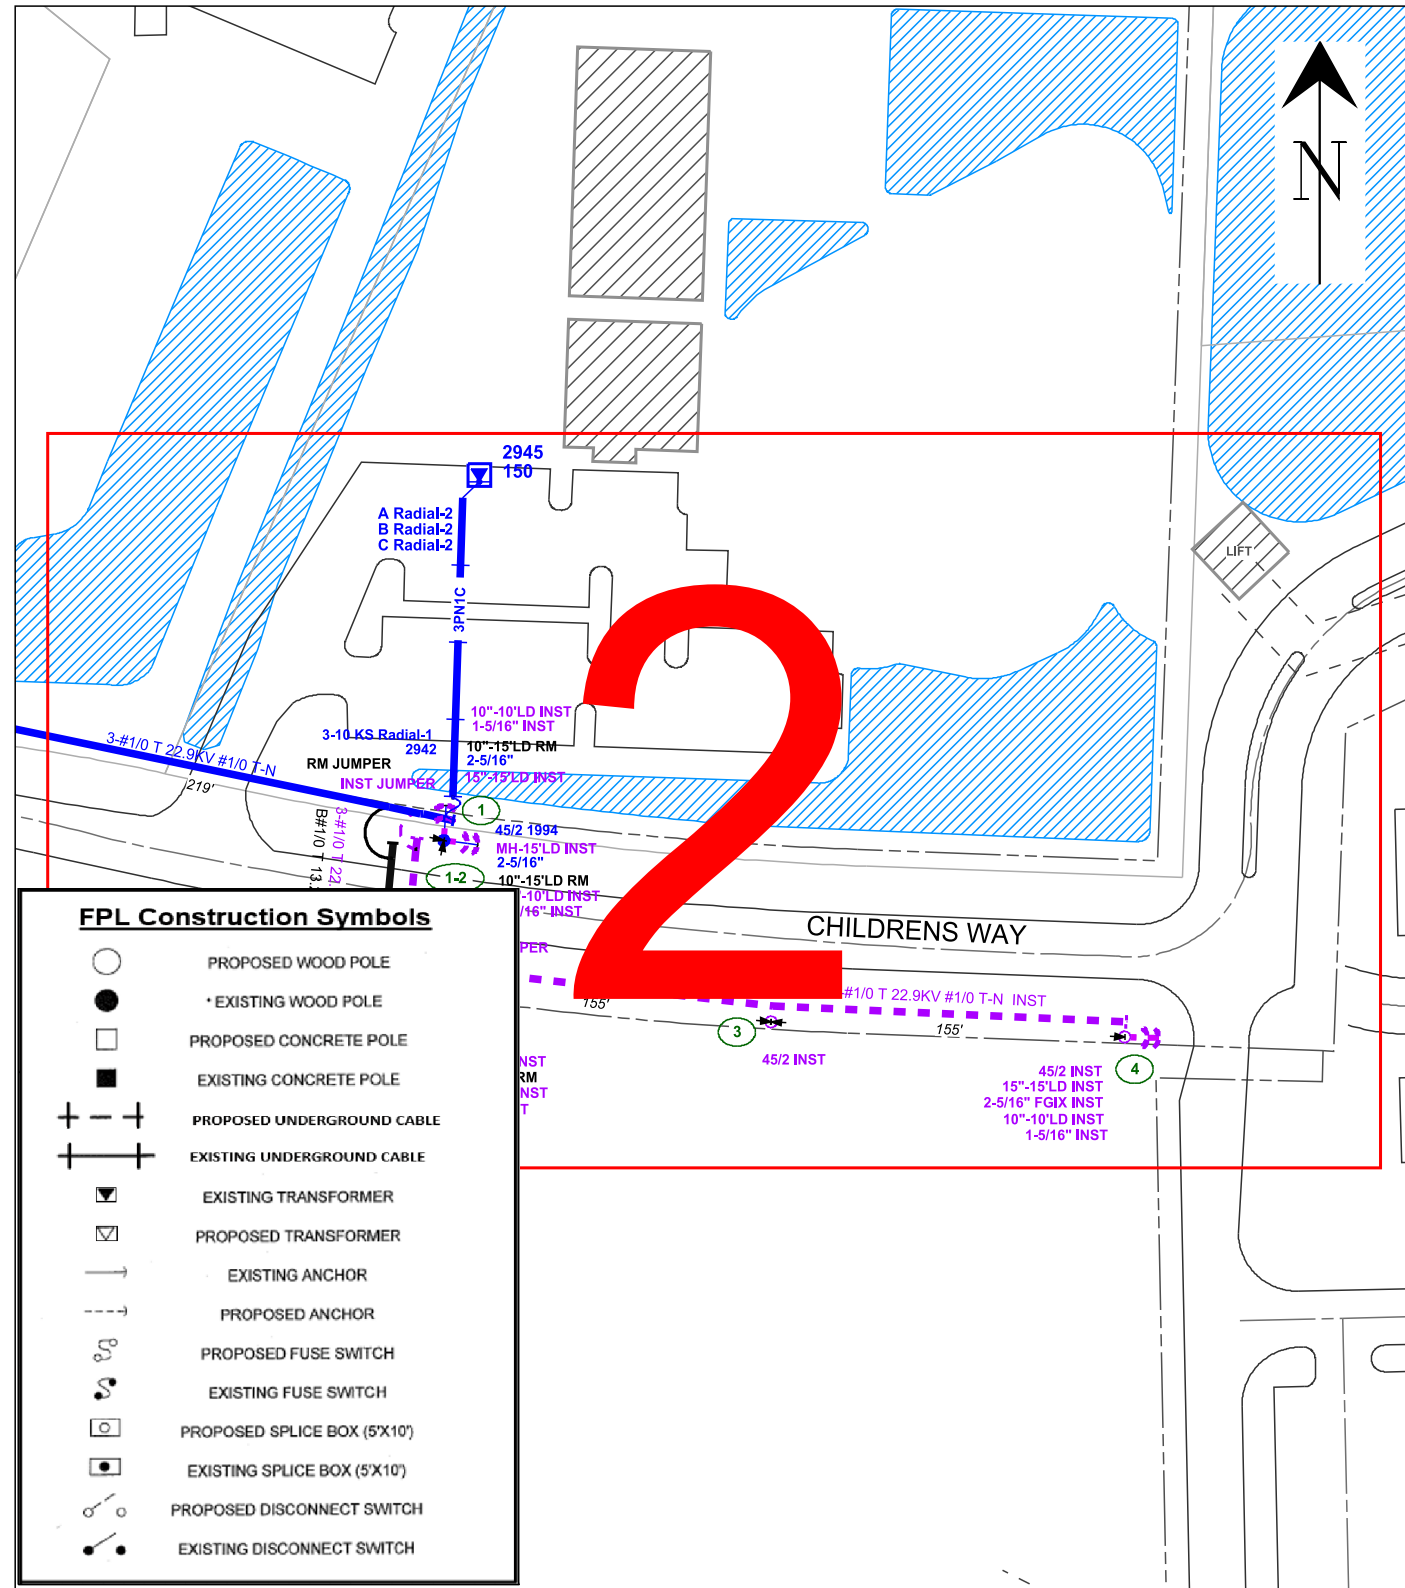 N
2945
150
A Radial-2
B Radial-2
C Radial-2
LIFT
3PN1C
2
10"-10'LD INST
1-5/16" INST
3-10 KS Radial-1
2942
10"-15'LD RM
2-5/16"
15"-15'LD INST
3-#1/0 T 22.9KV #1/0 T-N
RM JUMPER
INST JUMPER
219'
1
45/2 1994
MH-15'LD INST
2-5/16"
10"-15'LD RM
-10'LD INST
/16" INST
3-#1/0 T 22.
B#1/0 T 13.
1-2
PER
CHILDRENS WAY
-#1/0 T 22.9KV #1/0 T-N INST
155'
155'
3
45/2 INST
4
45/2 INST
15"-15'LD INST
2-5/16" FGIX INST
10"-10'LD INST
1-5/16" INST
NST
RM
NST
T
FPL Construction Symbols
PROPOSED WOOD POLE
EXISTING WOOD POLE
PROPOSED CONCRETE POLE
EXISTING CONCRETE POLE
PROPOSED UNDERGROUND CABLE
EXISTING UNDERGROUND CABLE
EXISTING TRANSFORMER
PROPOSED TRANSFORMER
EXISTING ANCHOR
PROPOSED ANCHOR
PROPOSED FUSE SWITCH
EXISTING FUSE SWITCH
PROPOSED SPLICE BOX (5'X10')
EXISTING SPLICE BOX (5'X10')
PROPOSED DISCONNECT SWITCH
EXISTING DISCONNECT SWITCH